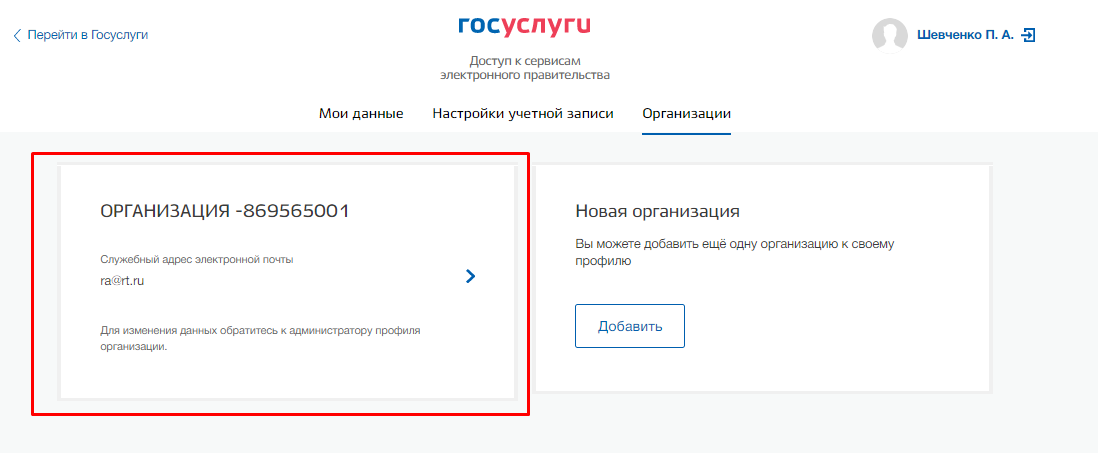 Перейти в Госуслуги
госуслуги
Шевченко П. А.
Доступ к сервисам
электронного правительства
Мои данные Настройки учетной записи Организации
ОРГАНИЗАЦИЯ -869565001
Служебный адрес электронной почты
ra@rt.ru
Для изменения данных обратитесь к администратору профиля
организации.
Новая организация
Вы можете добавить ещё одну организацию к своему
профилю
Добавить